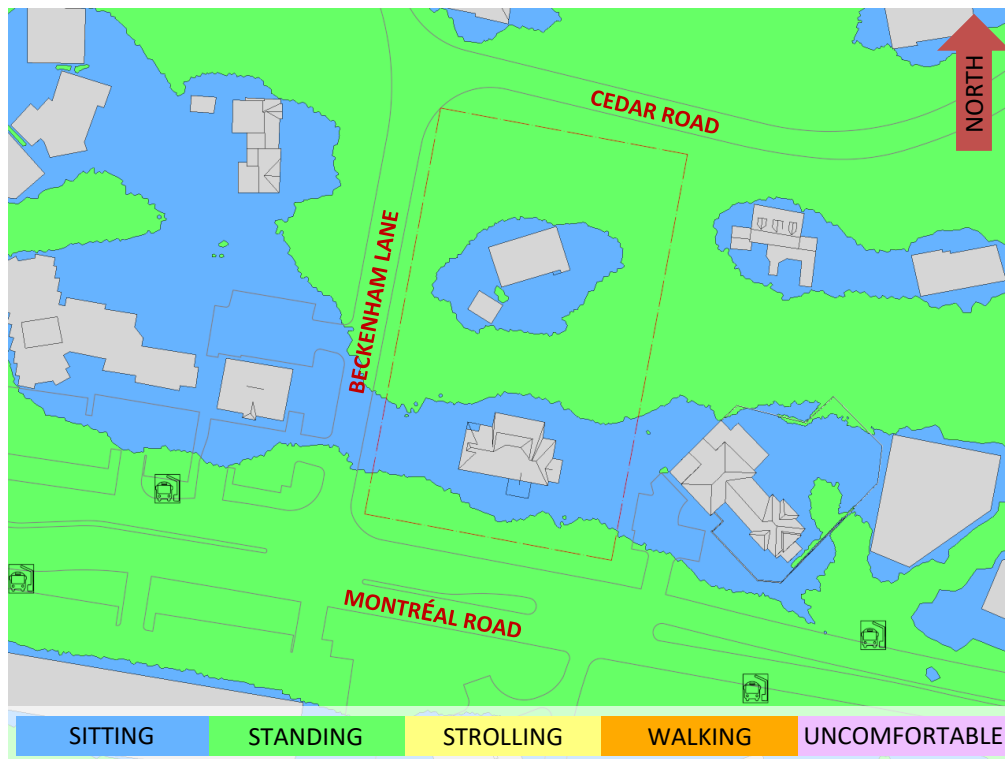 NORTH
CEDAR ROAD
BECKENHAM LANE
MONTRÉAL ROAD
SITTING
STANDING
STROLLING
WALKING
UNCOMFORTABLE